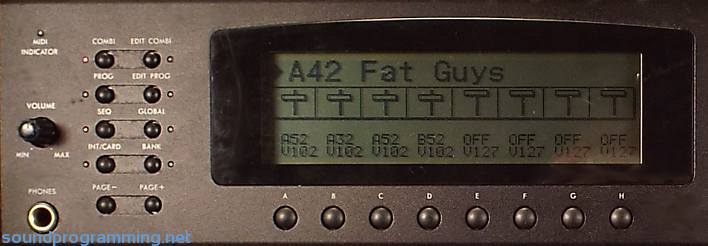 MIDI
INDICATOR
COMBI EDIT COMBI
PROG EDIT PROG
VOLUME
SEQ GLOBAL
MIN MAX
INT/CARD BANK
PHONES
PAGE− PAGE+
A42 Fat Guys
A52 A32 A52 B52 OFF OFF OFF OFF
V102 V102 V102 V102 V127 V127 V127 V127
A B C D E F G H
soundprogramming.net